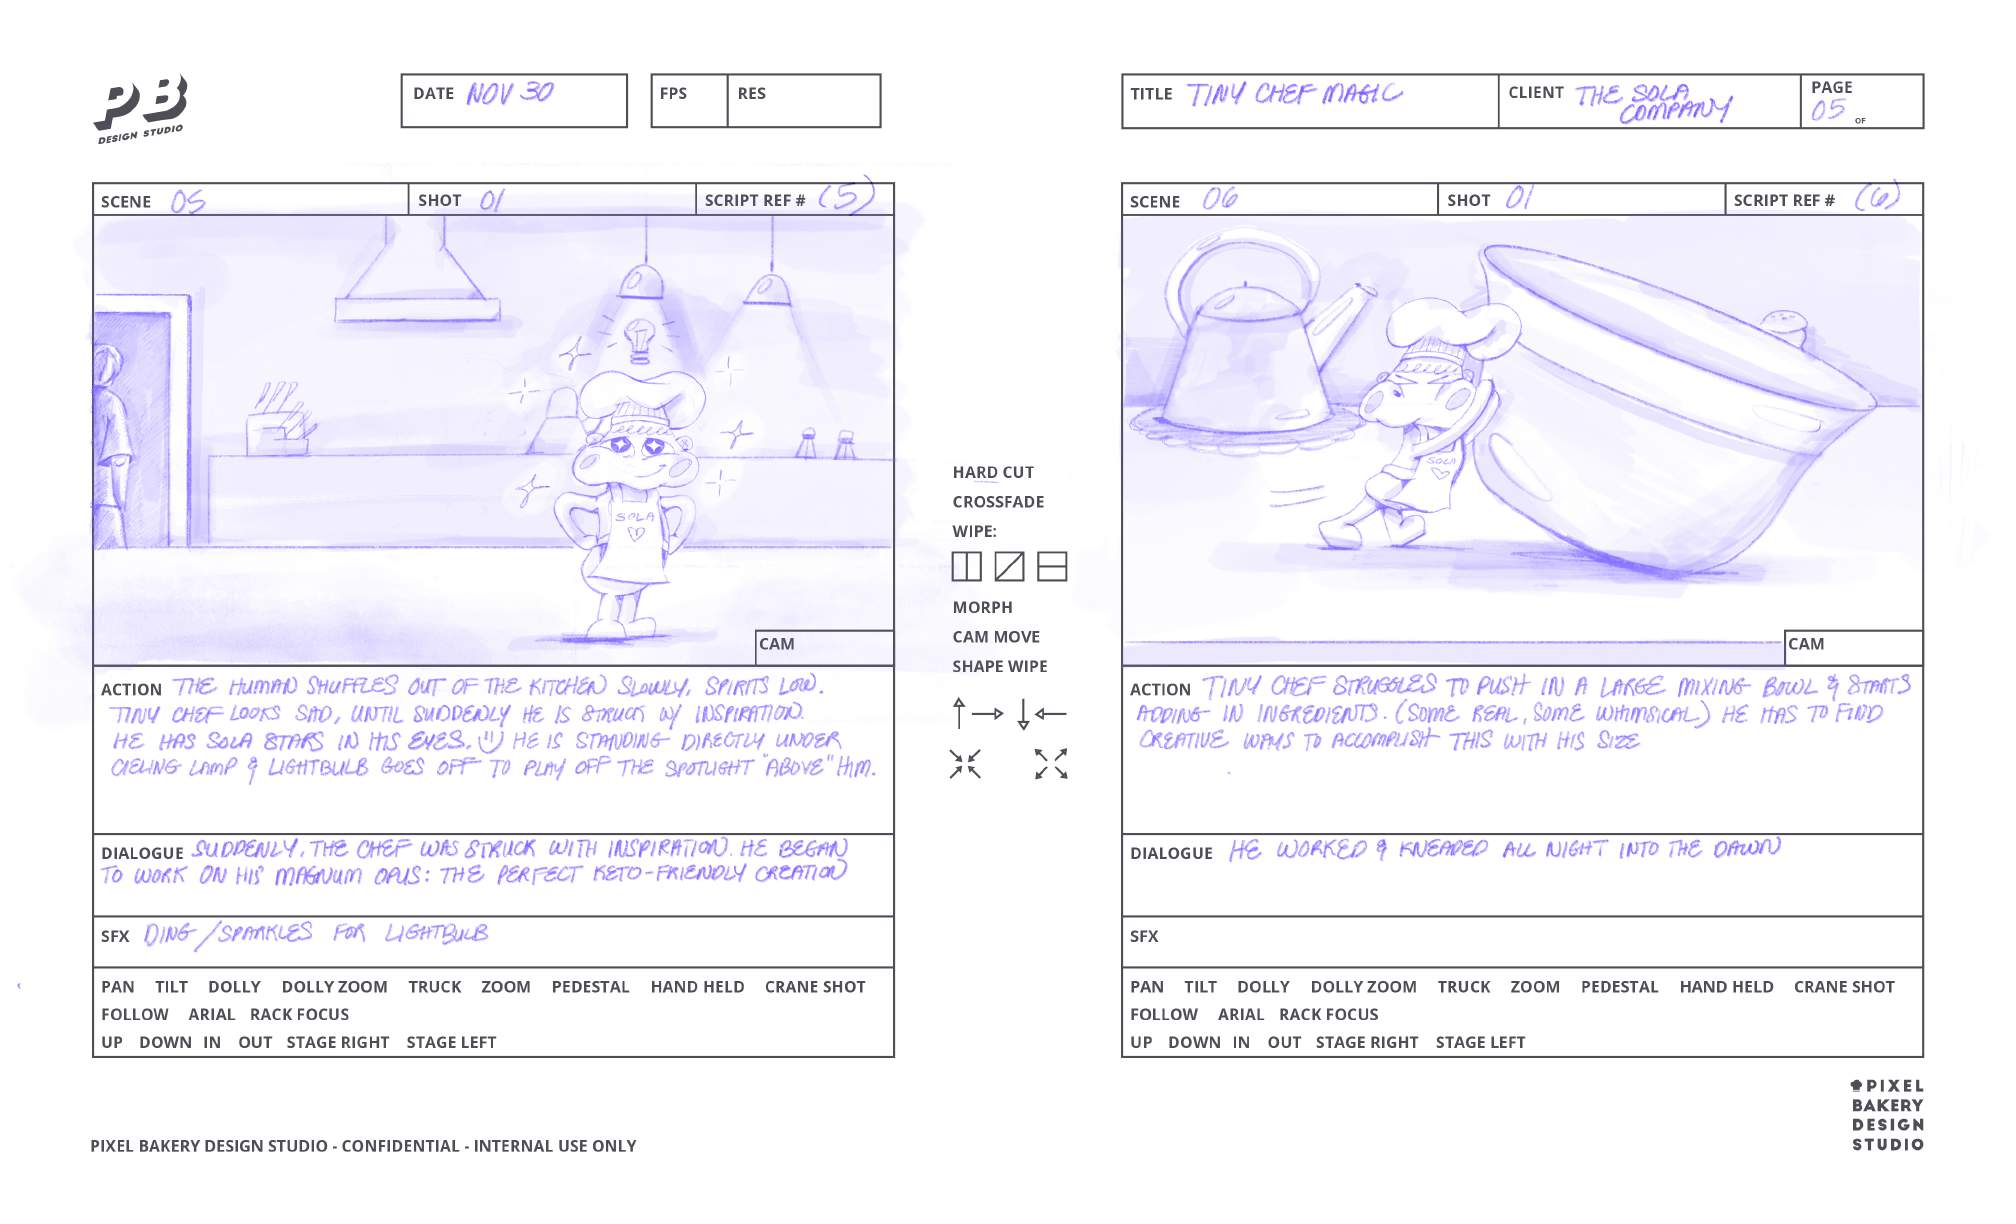 PB
DESIGN STUDIO
DATE NOV 30
FPS
RES
TITLE TINY CHEF MAGIC
CLIENT THE SOLA
COMPANY
PAGE
05 OF
SCENE 05
SHOT 01
SCRIPT REF # (5)
SOLA
CAM
ACTION THE HUMAN SHUFFLES OUT OF THE KITCHEN SLOWLY, SPIRITS LOW.
TINY CHEF LOOKS SAD, UNTIL SUDDENLY HE IS STRUCK W/ INSPIRATION.
HE HAS SOLA STARS IN HIS EYES. HE IS STANDING DIRECTLY UNDER
CIELING LAMP & LIGHTBULB GOES OFF TO PLAY OFF THE SPOTLIGHT "ABOVE" HIM.
DIALOGUE SUDDENLY, THE CHEF WAS STRUCK WITH INSPIRATION. HE BEGAN
TO WORK ON HIS MAGNUM OPUS: THE PERFECT KETO-FRIENDLY CREATION
SFX DING/SPARKLES FOR LIGHTBULB
PAN TILT DOLLY DOLLY ZOOM TRUCK ZOOM PEDESTAL HAND HELD CRANE SHOT
FOLLOW ARIAL RACK FOCUS
UP DOWN IN OUT STAGE RIGHT STAGE LEFT
HARD CUT
CROSSFADE
WIPE:
MORPH
CAM MOVE
SHAPE WIPE
SCENE 06
SHOT 01
SCRIPT REF # (6)
SOLA
CAM
ACTION TINY CHEF STRUGGLES TO PUSH IN A LARGE MIXING BOWL & STARTS
ADDING IN INGREDIENTS. (SOME REAL, SOME WHIMSICAL) HE HAS TO FIND
CREATIVE WAYS TO ACCOMPLISH THIS WITH HIS SIZE
DIALOGUE HE WORKED & KNEADED ALL NIGHT INTO THE DAWN
SFX
PAN TILT DOLLY DOLLY ZOOM TRUCK ZOOM PEDESTAL HAND HELD CRANE SHOT
FOLLOW ARIAL RACK FOCUS
UP DOWN IN OUT STAGE RIGHT STAGE LEFT
PIXEL
BAKERY
DESIGN
STUDIO
PIXEL BAKERY DESIGN STUDIO - CONFIDENTIAL - INTERNAL USE ONLY